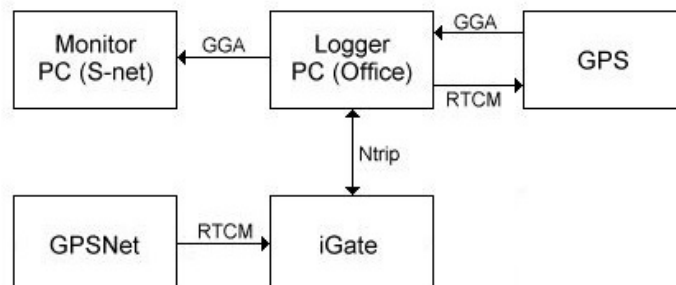 Monitor
PC (S-net)
GGA
Logger
PC (Office)
GGA
RTCM
GPS
Ntrip
GPSNet
RTCM
iGate